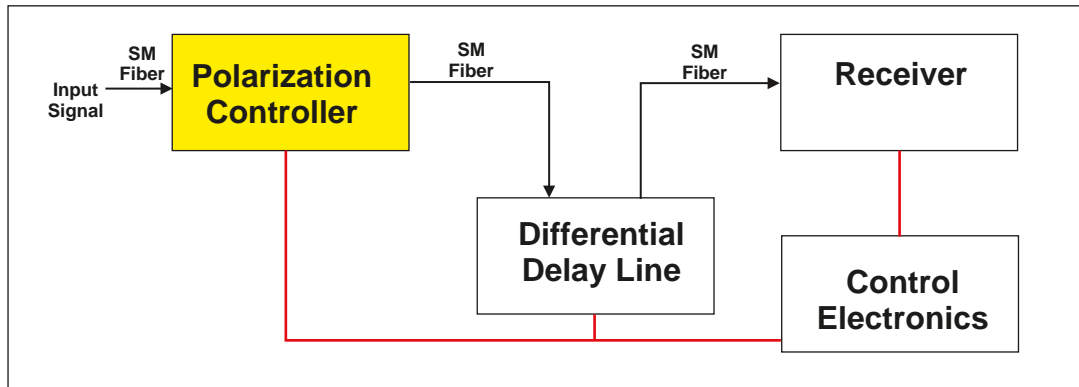 SM
Fiber
Input
Signal
Polarization
Controller
SM
Fiber
SM
Fiber
Receiver
Differential
Delay Line
Control
Electronics